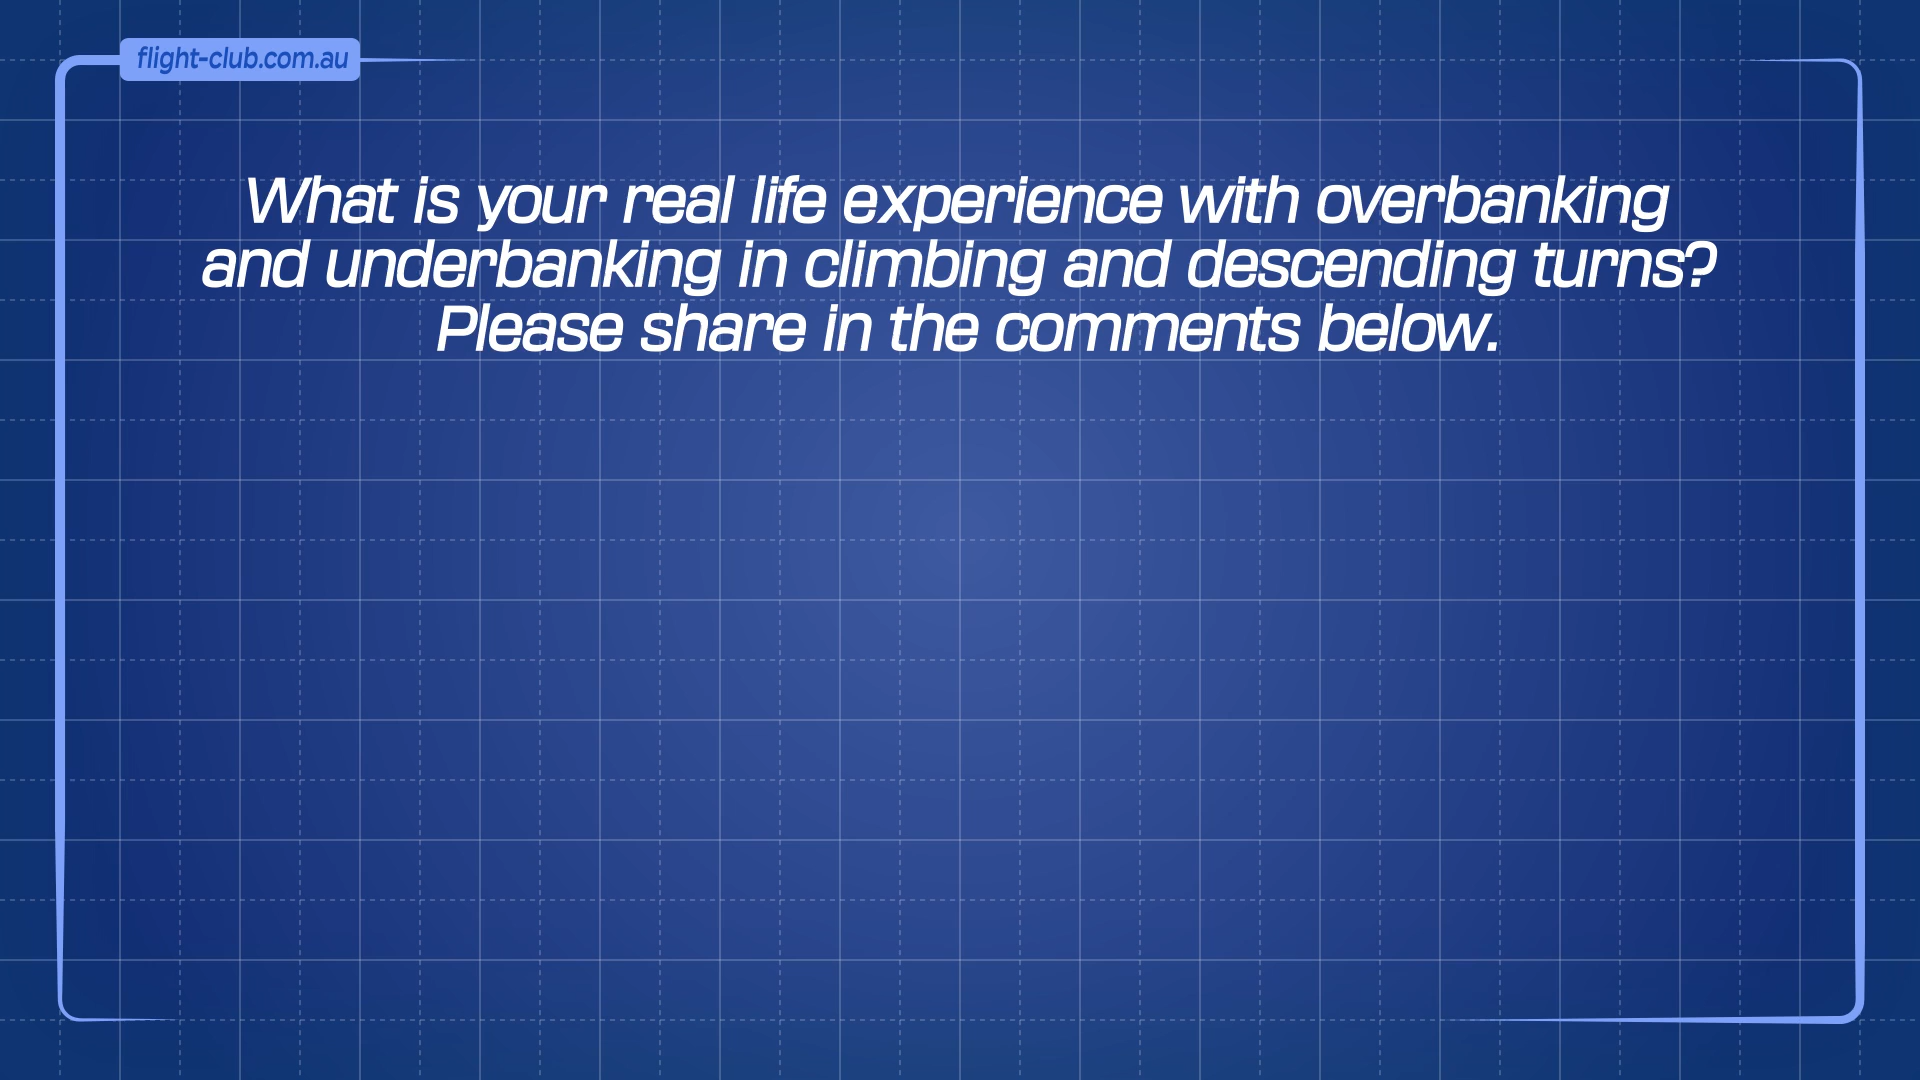 flight-club.com.au
What is your real life experience with overbanking
and underbanking in climbing and descending turns?
Please share in the comments below.